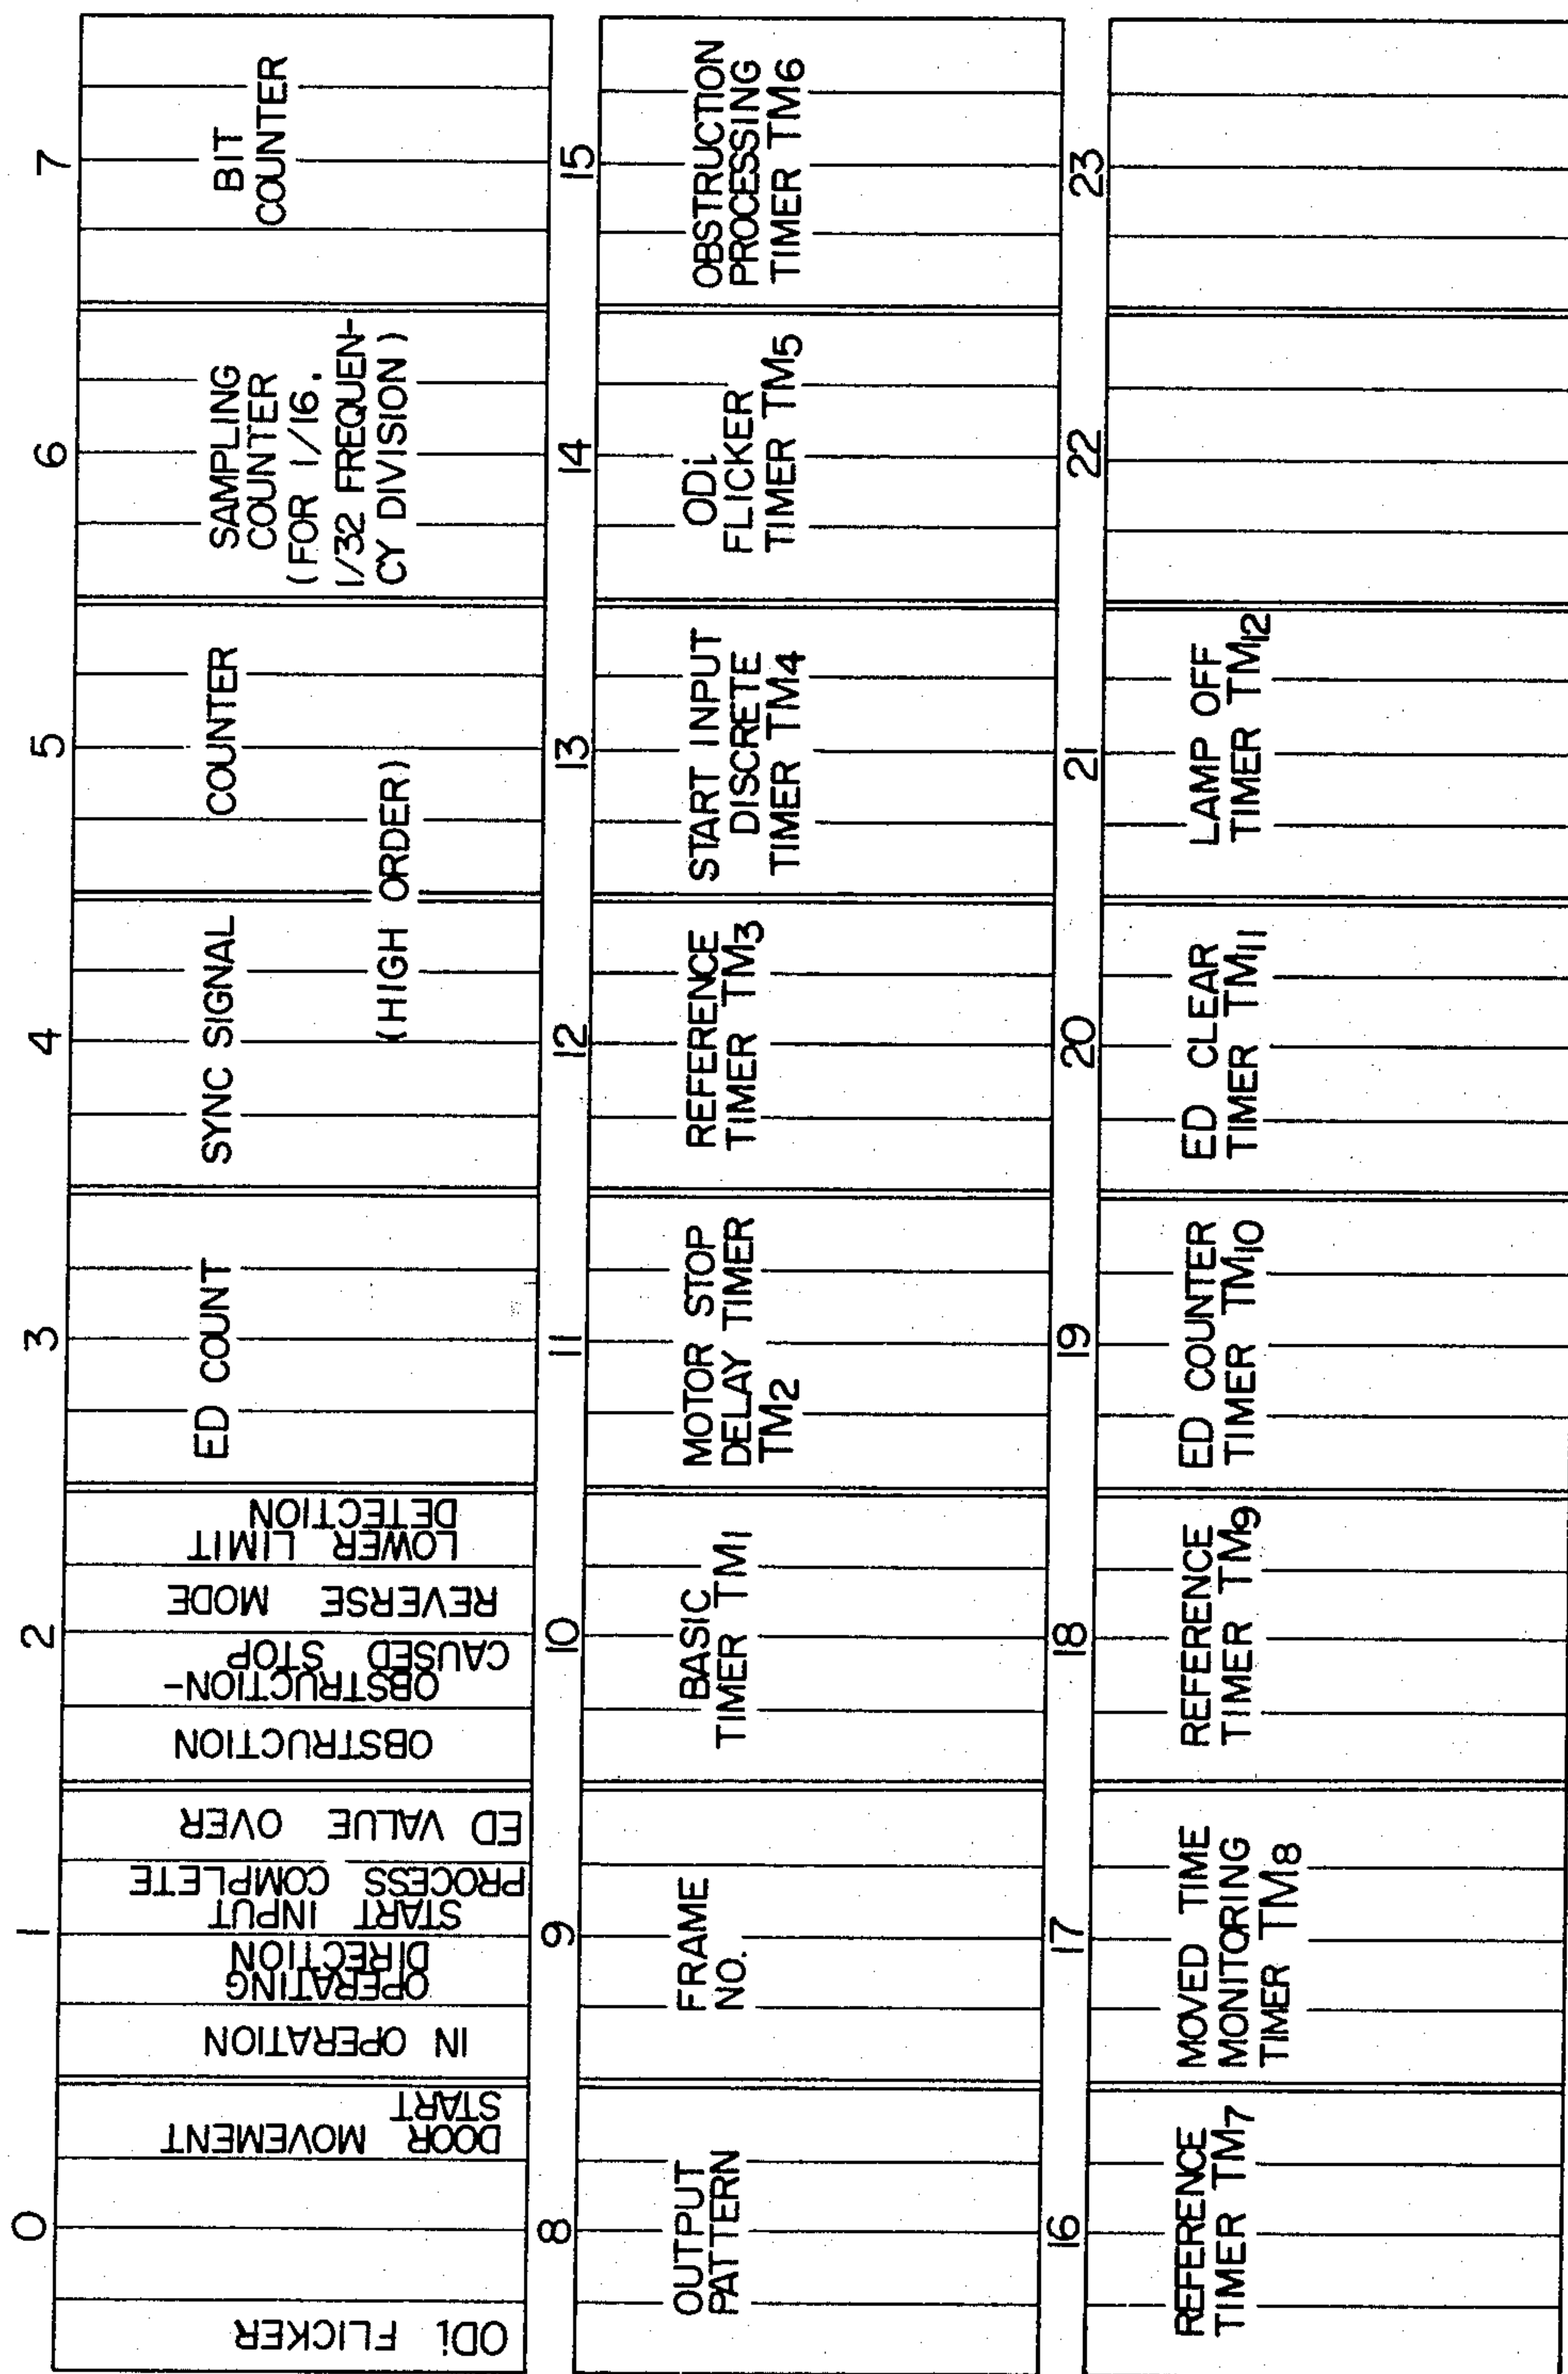 0 1 2 3 4 5 6 7
ODi FLICKER
DOOR MOVEMENT
START
IN OPERATION
OPERATING
DIRECTION
START INPUT
PROCESS COMPLETE
ED VALUE OVER
OBSTRUCTION
OBSTRUCTION-
CAUSED STOP
REVERSE MODE
LOWER LIMIT
DETECTION
ED COUNT
SYNC SIGNAL COUNTER
(HIGH ORDER)
SAMPLING
COUNTER
(FOR 1/16,
1/32 FREQUEN-
CY DIVISION)
BIT
COUNTER
8 9 10 11 12 13 14 15
OUTPUT
PATTERN
FRAME
NO.
BASIC
TIMER TM1
MOTOR STOP
DELAY TIMER
TM2
REFERENCE
TIMER TM3
START INPUT
DISCRETE
TIMER TM4
ODi
FLICKER
TIMER TM5
OBSTRUCTION
PROCESSING
TIMER TM6
16 17 18 19 20 21 22 23
REFERENCE
TIMER TM7
MOVED TIME
MONITORING
TIMER TM8
REFERENCE
TIMER TM9
ED COUNTER
TIMER TM10
ED CLEAR
TIMER TM11
LAMP OFF
TIMER TM12